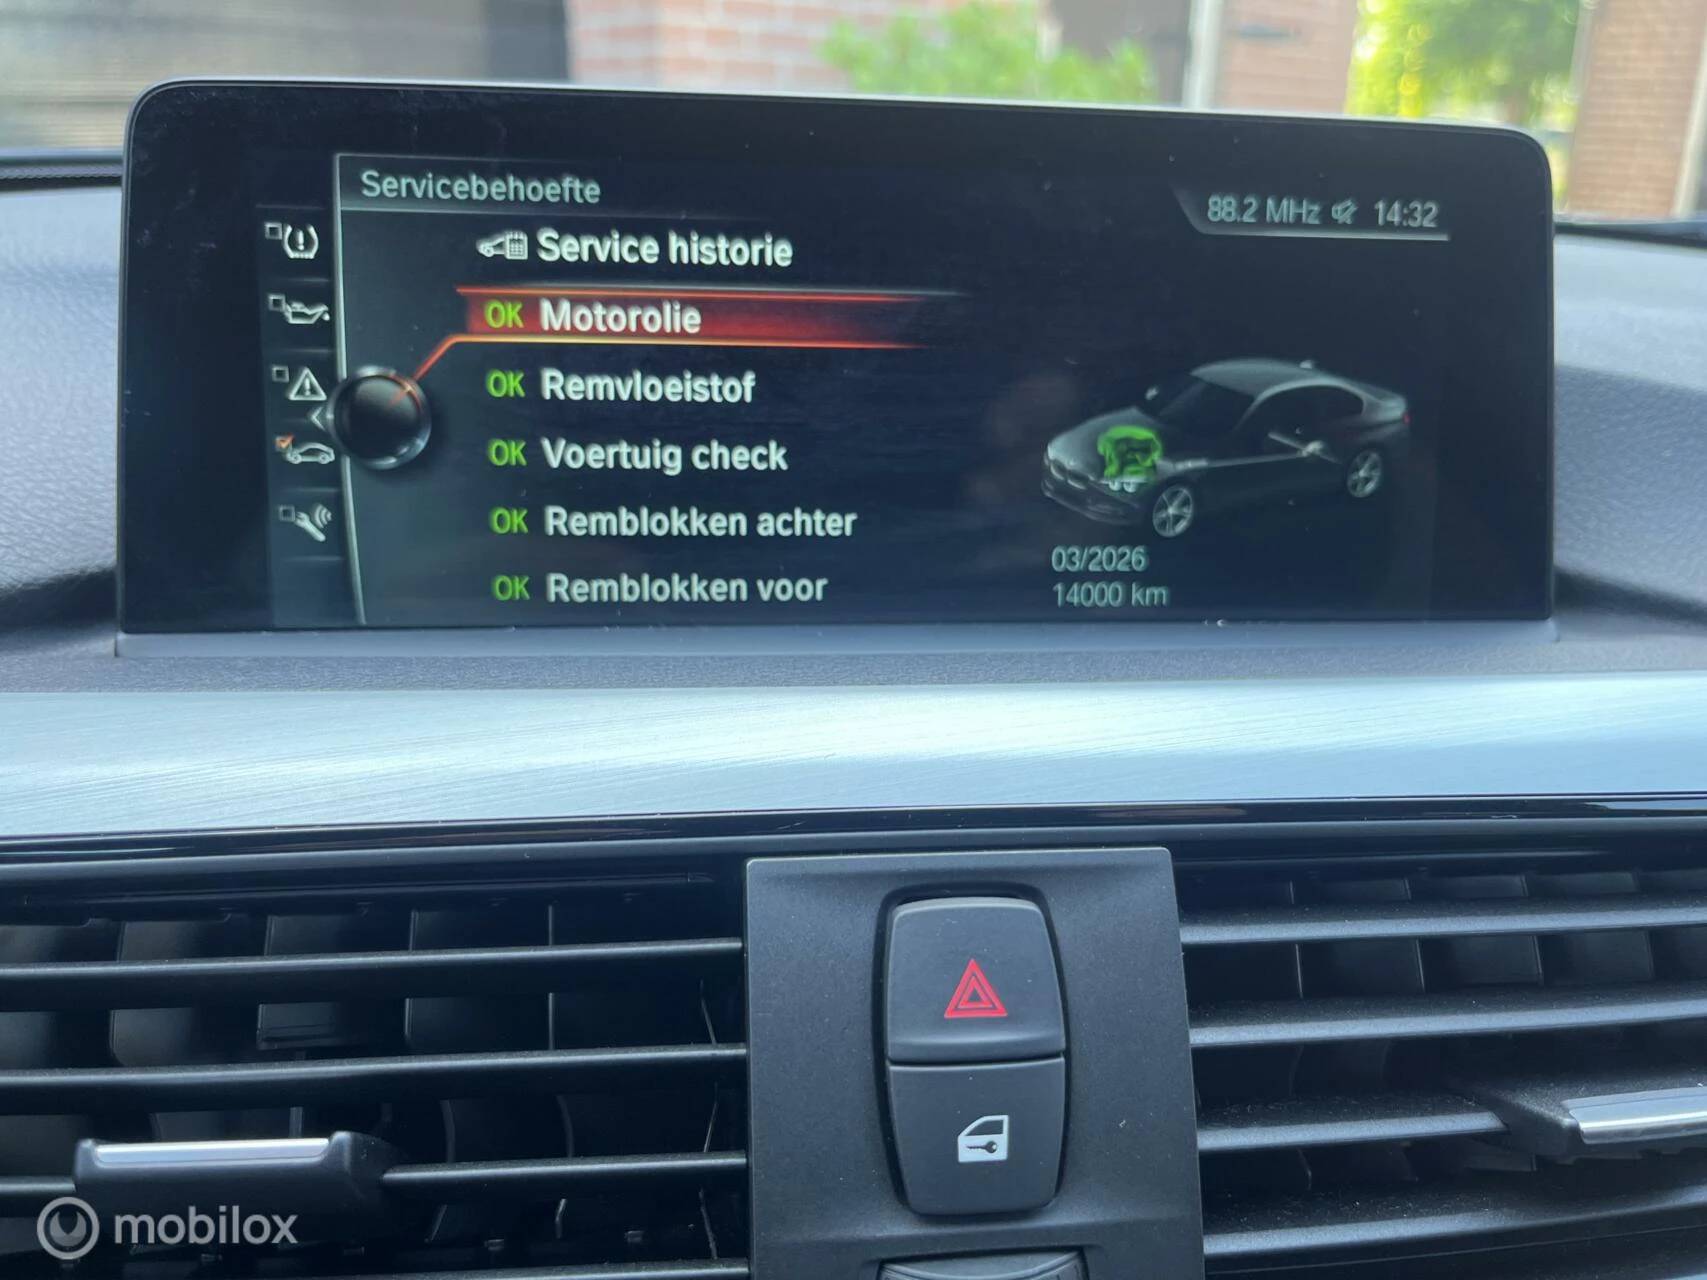 Servicebehoefte
88.2 MHz 14:32
Service historie
OK Motorolie
OK Remvloeistof
OK Voertuig check
OK Remblokken achter
OK Remblokken voor
03/2026
14000 km
mobilox